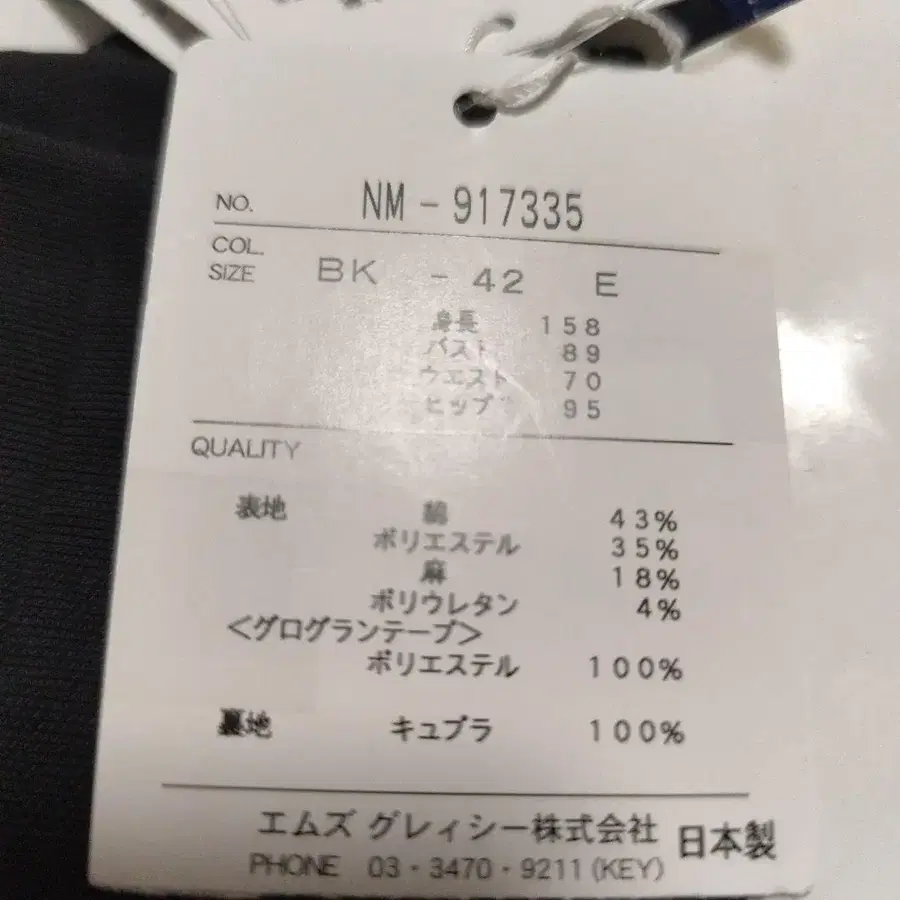 NO. NM-917335
COL.
SIZE BK - 42 E
身長 158
バスト 89
ウエスト 70
ヒップ 95
QUALITY
表地 綿 43%
ポリエステル 35%
麻 18%
ポリウレタン 4%
<グログランテープ>
ポリエステル 100%
裏地 キュプラ 100%
エムズ グレィシー株式会社 日本製
PHONE 03・3470・9211(KEY)